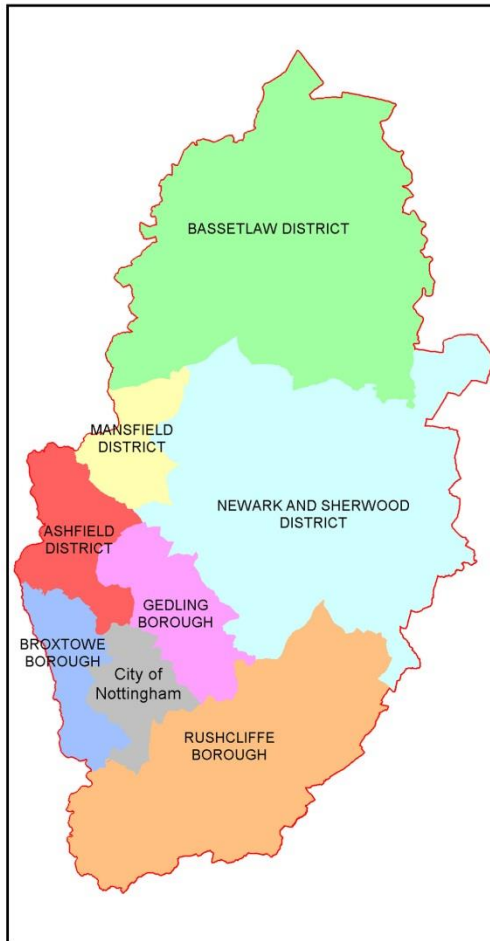 BASSETLAW DISTRICT
MANSFIELD
DISTRICT
NEWARK AND SHERWOOD
DISTRICT
ASHFIELD
DISTRICT
GEDLING
BOROUGH
BROXTOWE
BOROUGH
City of
Nottingham
RUSHCLIFFE
BOROUGH